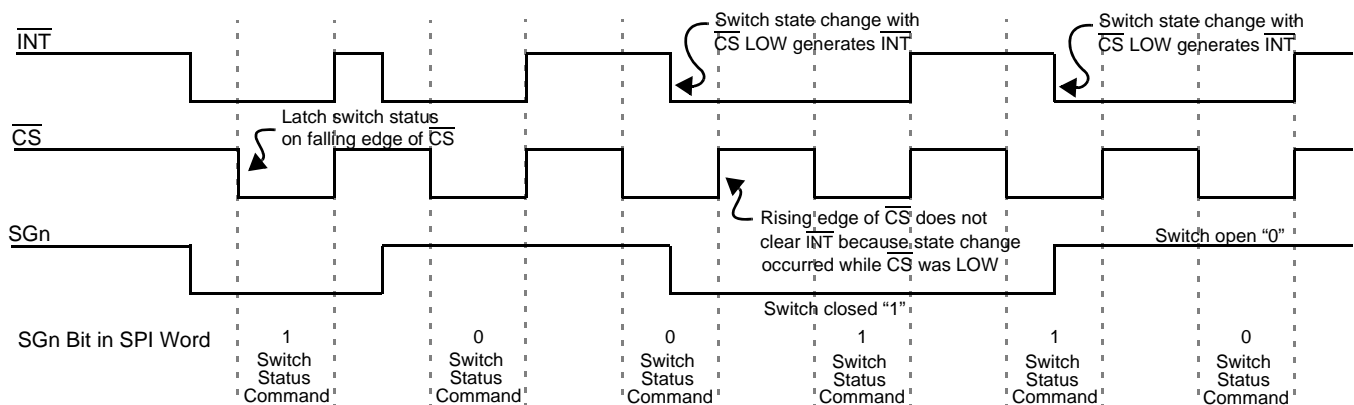 Switch state change with
CS LOW generates INT
Switch state change with
CS LOW generates INT
INT
Latch switch status
on falling edge of CS
CS
Rising edge of CS does not
clear INT because state change
occurred while CS was LOW
SGn
Switch open “0”
Switch closed “1”
SGn Bit in SPI Word
1
Switch
Status
Command
0
Switch
Status
Command
0
Switch
Status
Command
1
Switch
Status
Command
1
Switch
Status
Command
0
Switch
Status
Command